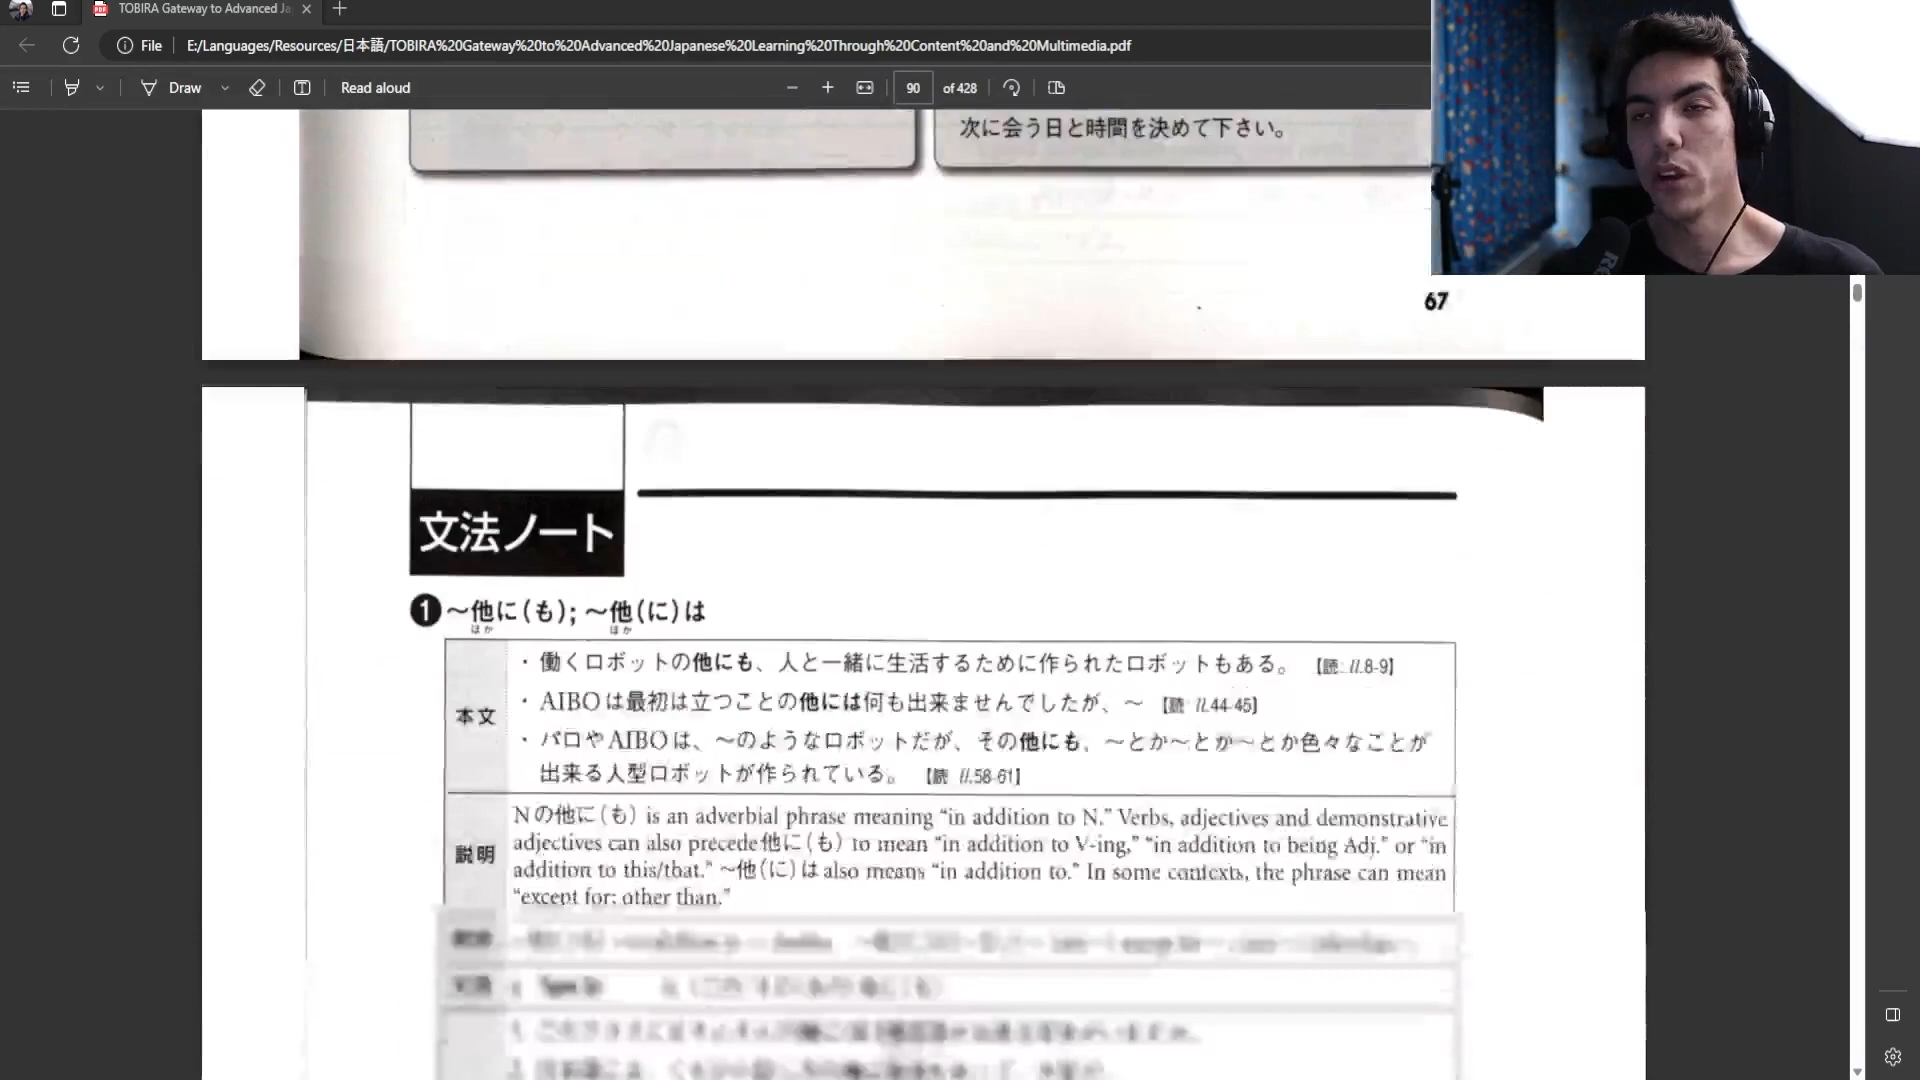 TOBIRA Gateway to Advanced Ja
File
E:/Languages/Resources/日本語/TOBIRA%20Gateway%20to%20Advanced%20Japanese%20Learning%20Through%20Content%20and%20Multimedia.pdf
Draw
Read aloud
90
of 428
次に会う日と時間を決めて下さい。
67
文法ノート
❶〜他に(も); 〜他(に)は
ほか ほか
本文
・働くロボットの他にも、人と一緒に生活するために作られたロボットもある。【読: ll.8-9】
・AIBOは最初は立つことの他には何も出来ませんでしたが、〜【読: ll.44-45】
・パロやAIBOは、〜のようなロボットだが、その他にも、〜とか〜とか〜とか色々なことが
出来る人型ロボットが作られている。【読: ll.58-61】
説明
Nの他に(も) is an adverbial phrase meaning “in addition to N.” Verbs, adjectives and demonstrative
adjectives can also precede他に(も) to mean “in addition to V-ing,” “in addition to being Adj.” or “in
addition to this/that.” 〜他(に)は also means “in addition to.” In some contexts, the phrase can mean
“except for; other than.”